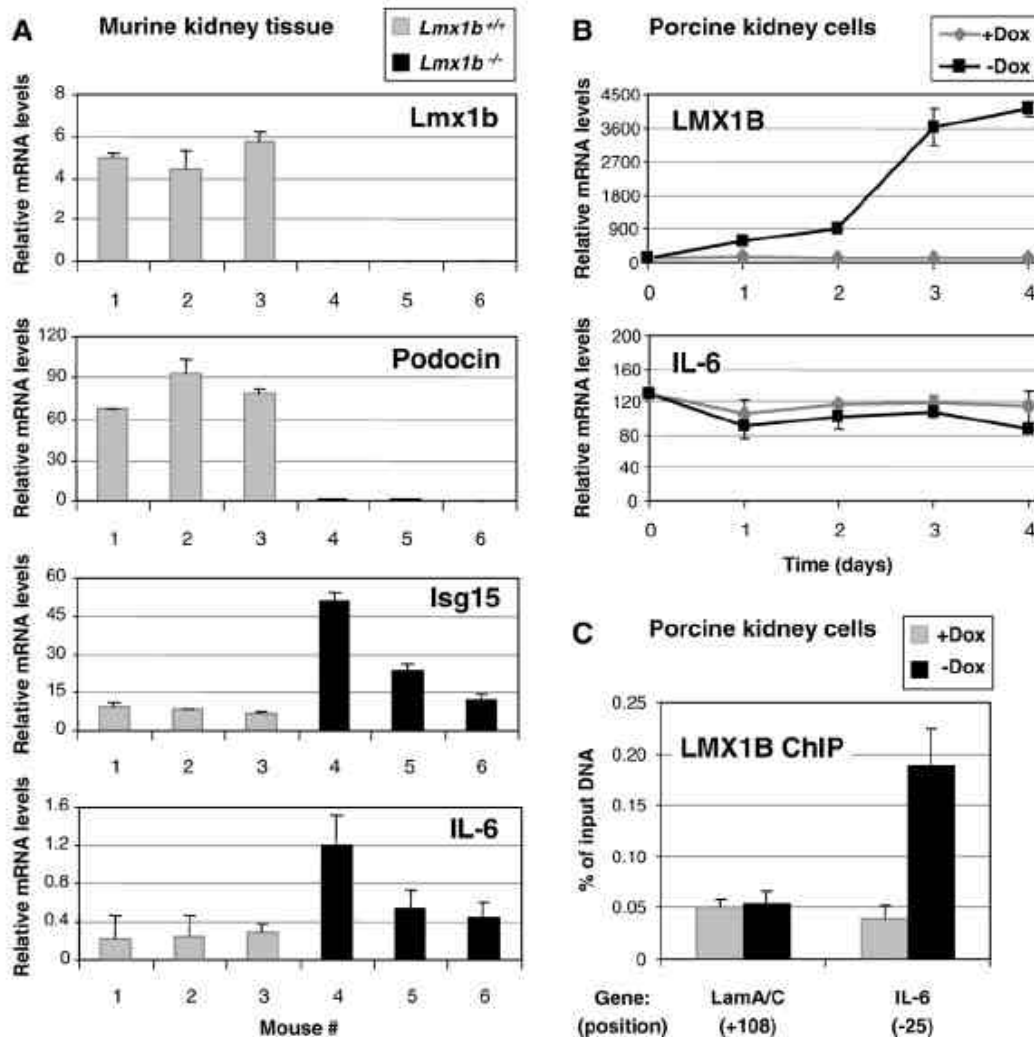 A Murine kidney tissue
Lmx1b+/+
Lmx1b-/-
Relative mRNA levels
8
6
4
2
0
Lmx1b
1 2 3 4 5 6
Relative mRNA levels
120
90
60
30
0
Podocin
1 2 3 4 5 6
Relative mRNA levels
60
45
30
15
0
Isg15
1 2 3 4 5 6
Relative mRNA levels
1.6
1.2
0.8
0.4
0
IL-6
1 2 3 4 5 6
Mouse #
B Porcine kidney cells
+Dox
-Dox
Relative mRNA levels
4500
3600
2700
1800
900
0
LMX1B
0 1 2 3 4
Relative mRNA levels
200
160
120
80
40
0
IL-6
0 1 2 3 4
Time (days)
C Porcine kidney cells
+Dox
-Dox
% of input DNA
0.25
0.20
0.15
0.10
0.05
0
LMX1B ChIP
Gene: LamA/C IL-6
(position) (+108) (-25)